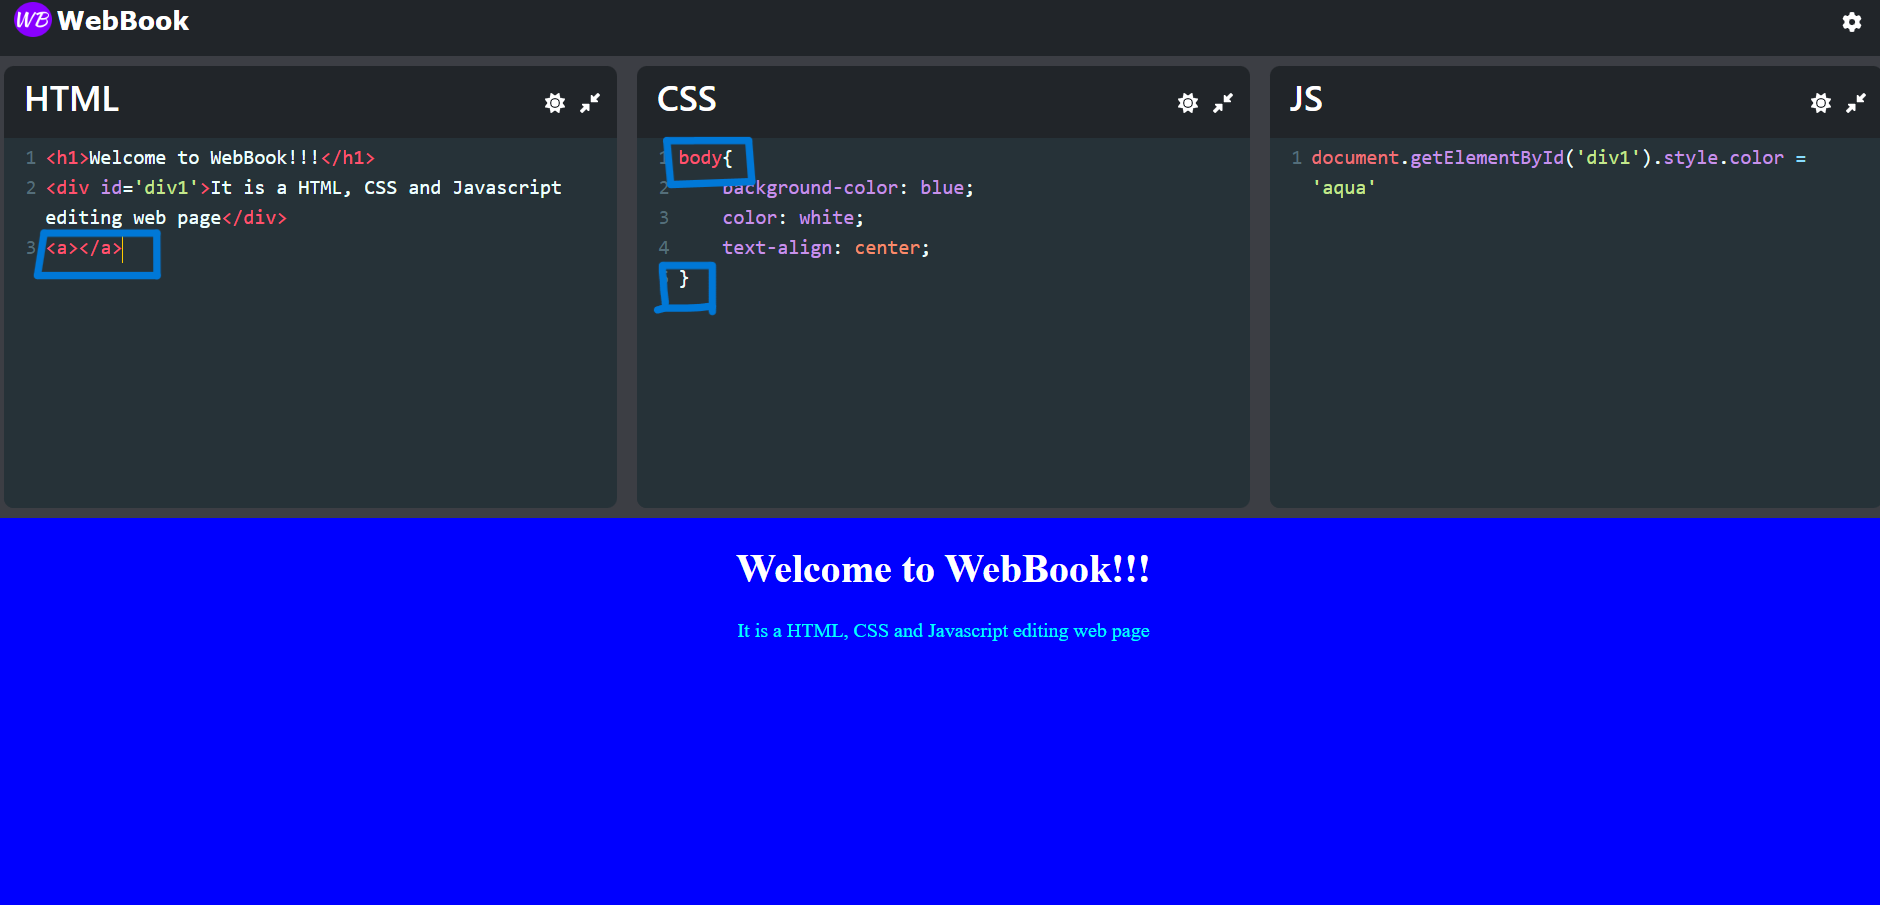 WB WebBook
HTML
1 <h1>Welcome to WebBook!!!</h1>
2 <div id='div1'>It is a HTML, CSS and Javascript
editing web page</div>
3 <a></a>
CSS
1 body{
2 background-color: blue;
3 color: white;
4 text-align: center;
}
JS
1 document.getElementById('div1').style.color =
'aqua'
Welcome to WebBook!!!
It is a HTML, CSS and Javascript editing web page